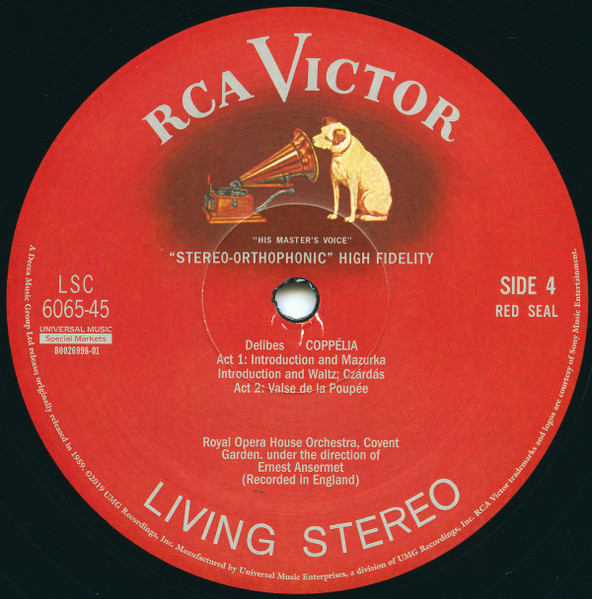 RCA VICTOR
"HIS MASTER'S VOICE"
"STEREO-ORTHOPHONIC" HIGH FIDELITY
LSC
6065-45
UNIVERSAL MUSIC
Special Markets
B0026998-01
SIDE 4
RED SEAL
Delibes COPPÉLIA
Act 1: Introduction and Mazurka
Introduction and Waltz; Czárdás
Act 2: Valse de la Poupée
Royal Opera House Orchestra, Covent
Garden. under the direction of
Ernest Ansermet
(Recorded in England)
LIVING STEREO
A Decca Music Group Ltd release; originally released in 1959. ©2019 UMG Recordings, Inc. Manufactured by Universal Music Enterprises, a division of UMG Recordings, Inc. RCA Victor trademarks and logos are courtesy of Sony Music Entertainment.